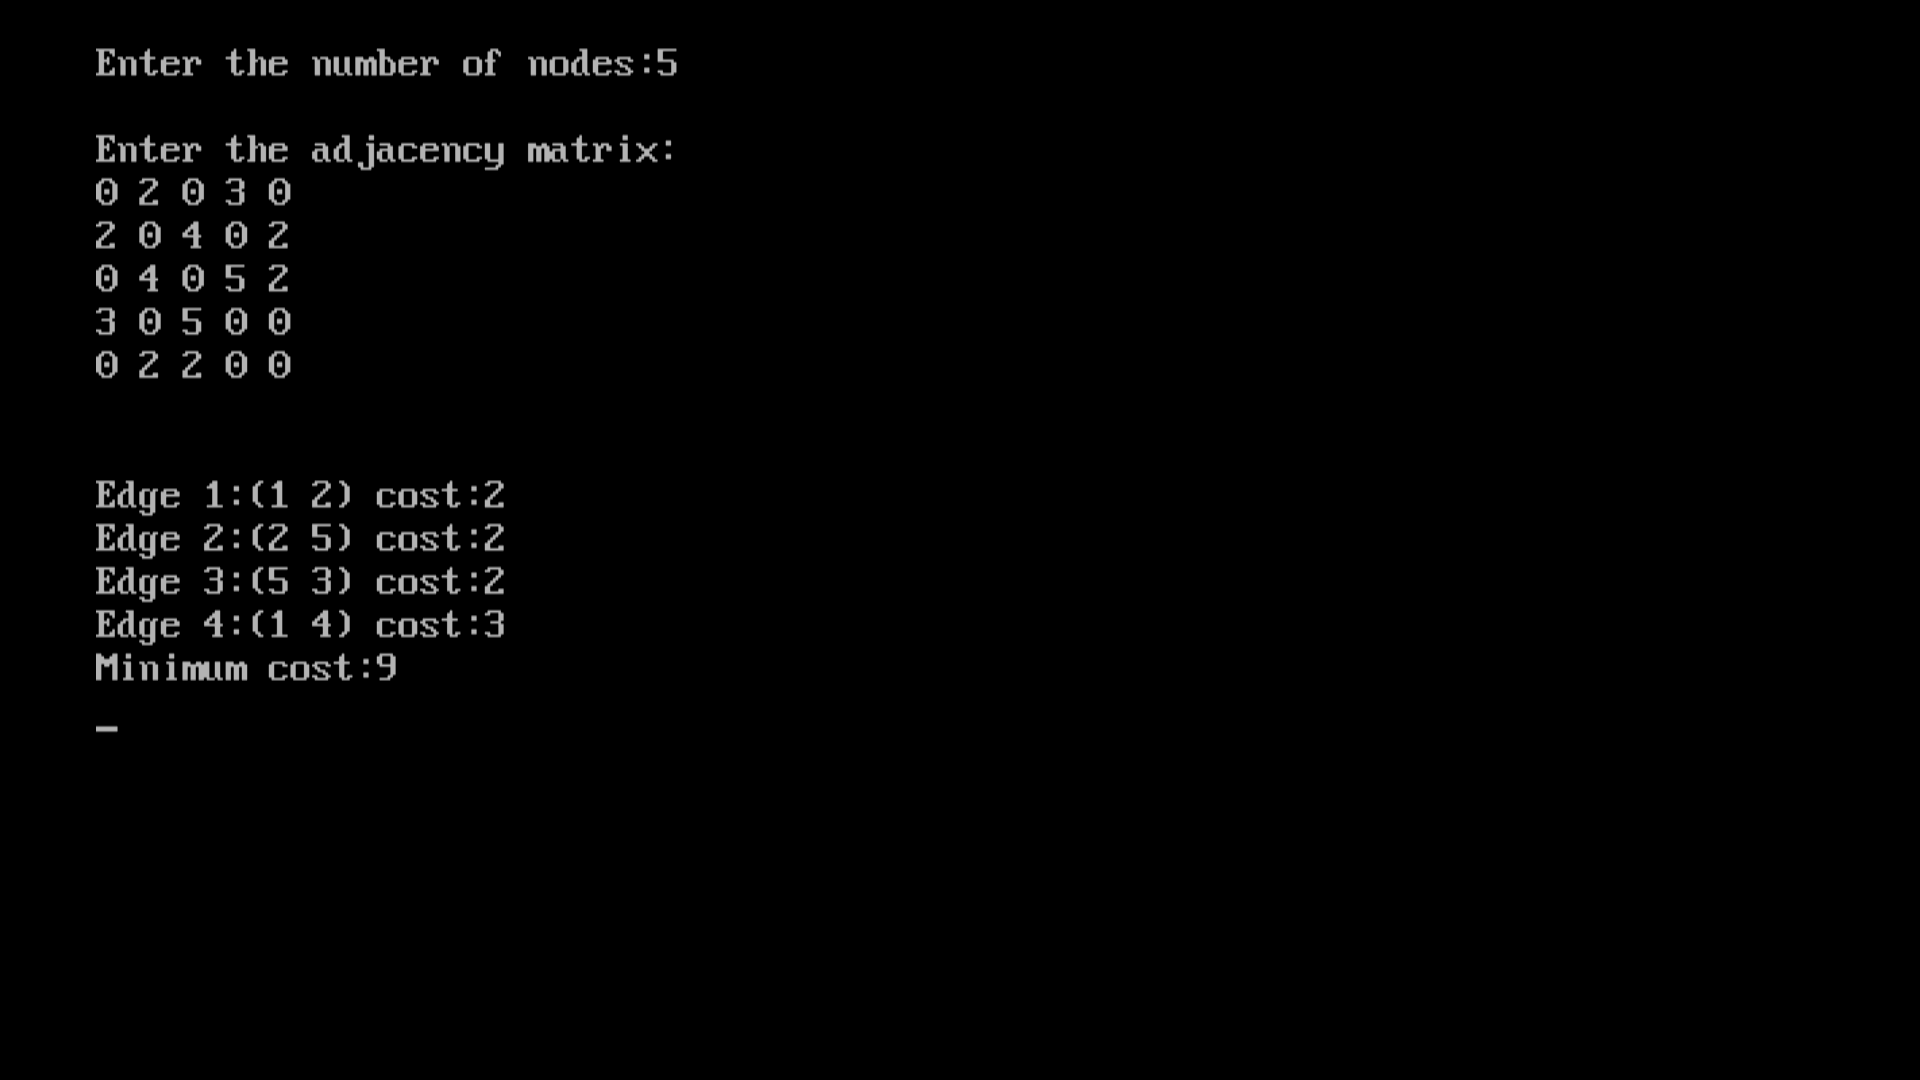 Enter the number of nodes:5
Enter the adjacency matrix:
0 2 0 3 0
2 0 4 0 2
0 4 0 5 2
3 0 5 0 0
0 2 2 0 0
Edge 1:(1 2) cost:2
Edge 2:(2 5) cost:2
Edge 3:(5 3) cost:2
Edge 4:(1 4) cost:3
Minimum cost:9
_